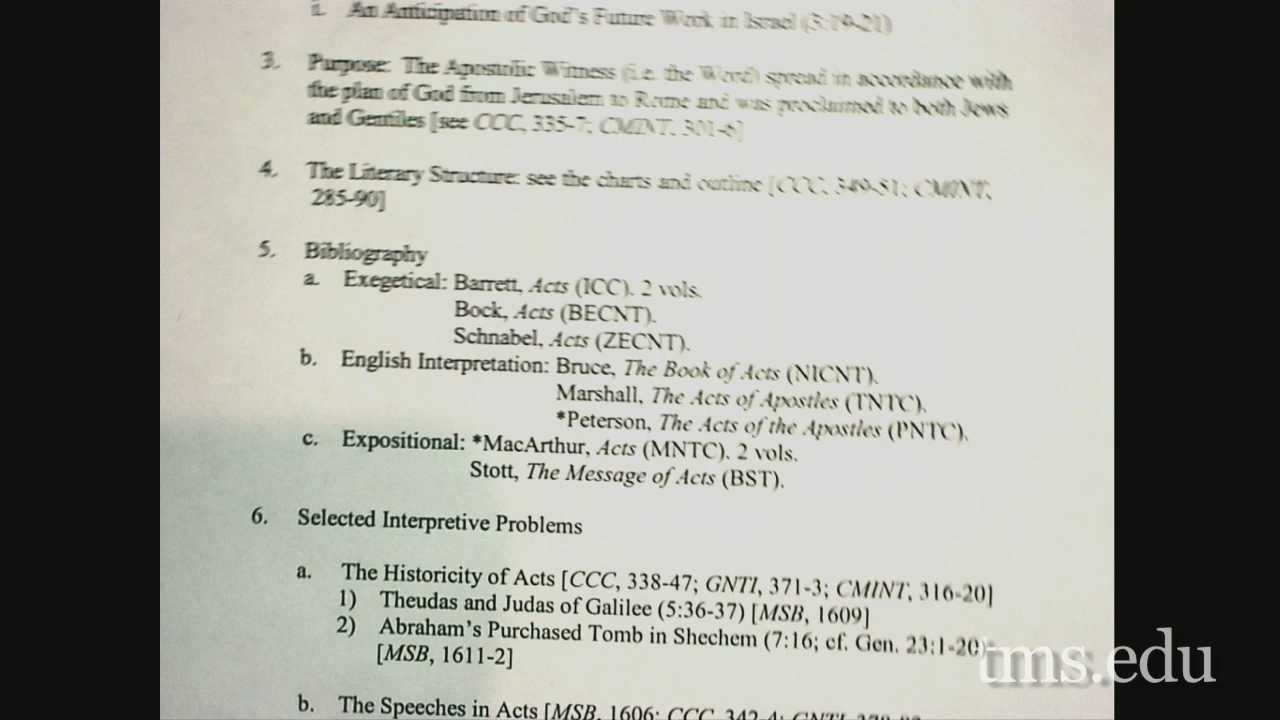 i. An Anticipation of God's Future Work in Israel (3:19-21)
3. Purpose: The Apostolic Witness (i.e. the Word) spread in accordance with
the plan of God from Jerusalem to Rome and was proclaimed to both Jews
and Gentiles [see CCC, 335-7; CMINT, 301-6]
4. The Literary Structure: see the charts and outline [CCC, 349-51; CMINT,
285-90]
5. Bibliography
a. Exegetical: Barrett, Acts (ICC). 2 vols.
Bock, Acts (BECNT).
Schnabel, Acts (ZECNT).
b. English Interpretation: Bruce, The Book of Acts (NICNT).
Marshall, The Acts of Apostles (TNTC).
*Peterson, The Acts of the Apostles (PNTC).
c. Expositional: *MacArthur, Acts (MNTC). 2 vols.
Stott, The Message of Acts (BST).
6. Selected Interpretive Problems
a. The Historicity of Acts [CCC, 338-47; GNTI, 371-3; CMINT, 316-20]
1) Theudas and Judas of Galilee (5:36-37) [MSB, 1609]
2) Abraham's Purchased Tomb in Shechem (7:16; cf. Gen. 23:1-20)
[MSB, 1611-2]
tms.edu
b. The Speeches in Acts [MSB, 1606; CCC, 342-4; GNTI,